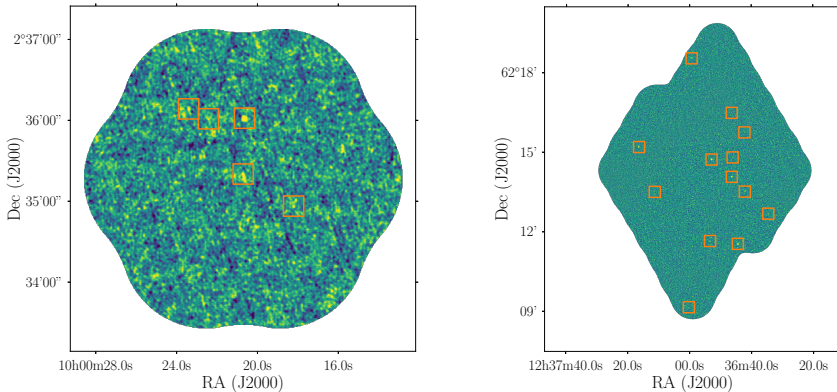 2°37'00"
36'00"
35'00"
34'00"
Dec (J2000)
10h00m28.0s 24.0s 20.0s 16.0s
RA (J2000)
62°18'
15'
12'
09'
Dec (J2000)
12h37m40.0s 20.0s 00.0s 36m40.0s 20.0s
RA (J2000)